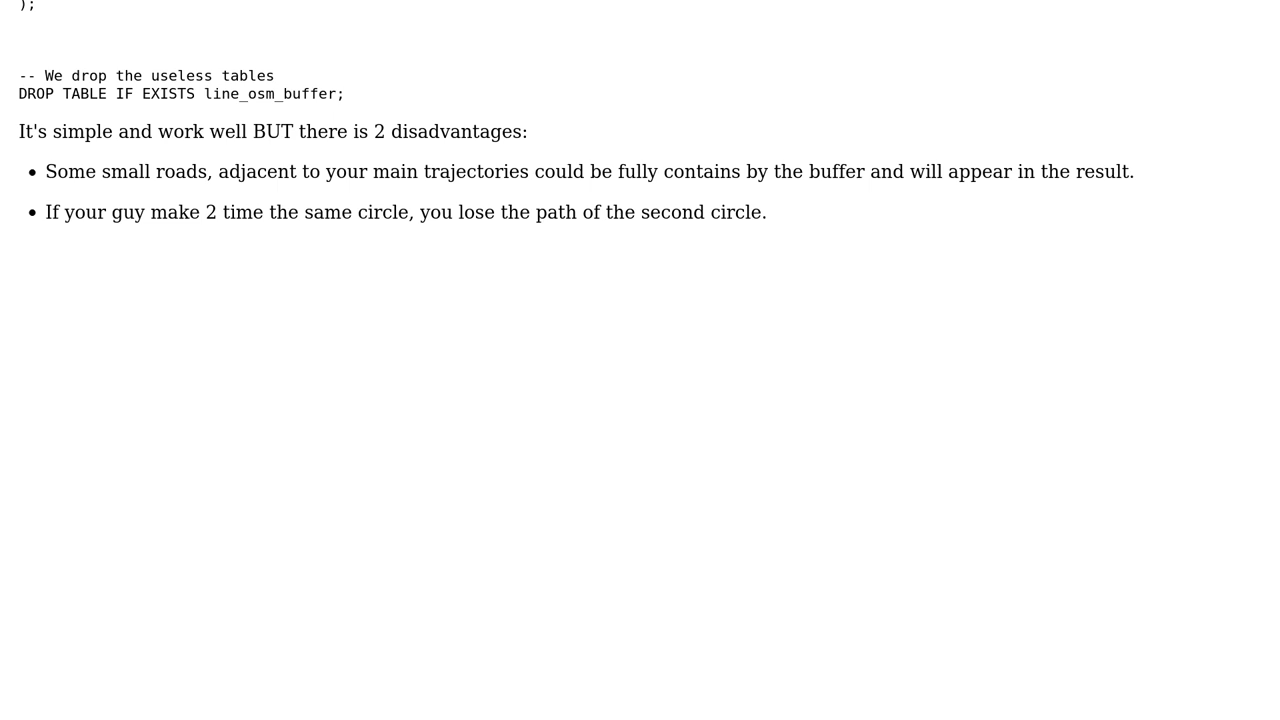 );
-- We drop the useless tables
DROP TABLE IF EXISTS line_osm_buffer;
It's simple and work well BUT there is 2 disadvantages:
• Some small roads, adjacent to your main trajectories could be fully contains by the buffer and will appear in the result.
• If your guy make 2 time the same circle, you lose the path of the second circle.